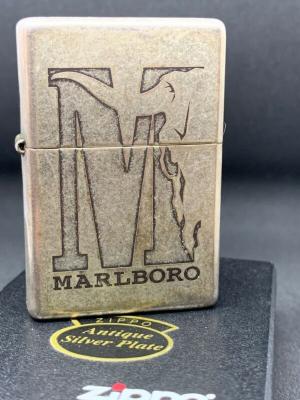 M
MARLBORO
ZIPPO
Antique
Silver Plate
zippo